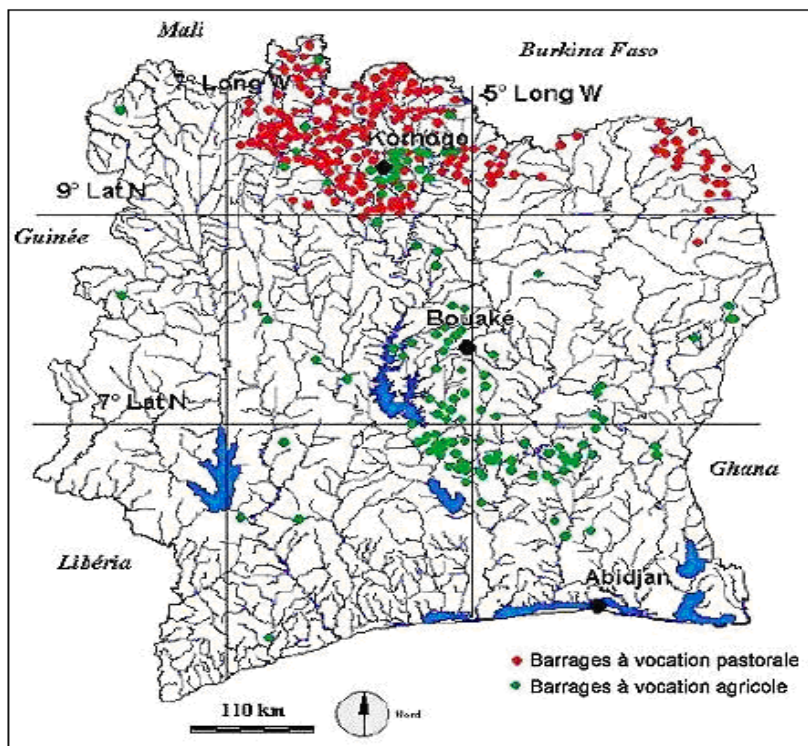 Mali
Burkina Faso
7° Long W
5° Long W
Korhogo
9° Lat N
Guinée
Bouaké
7° Lat N
Ghana
Libéria
Abidjan
Barrages à vocation pastorale
Barrages à vocation agricole
110 km
Nord